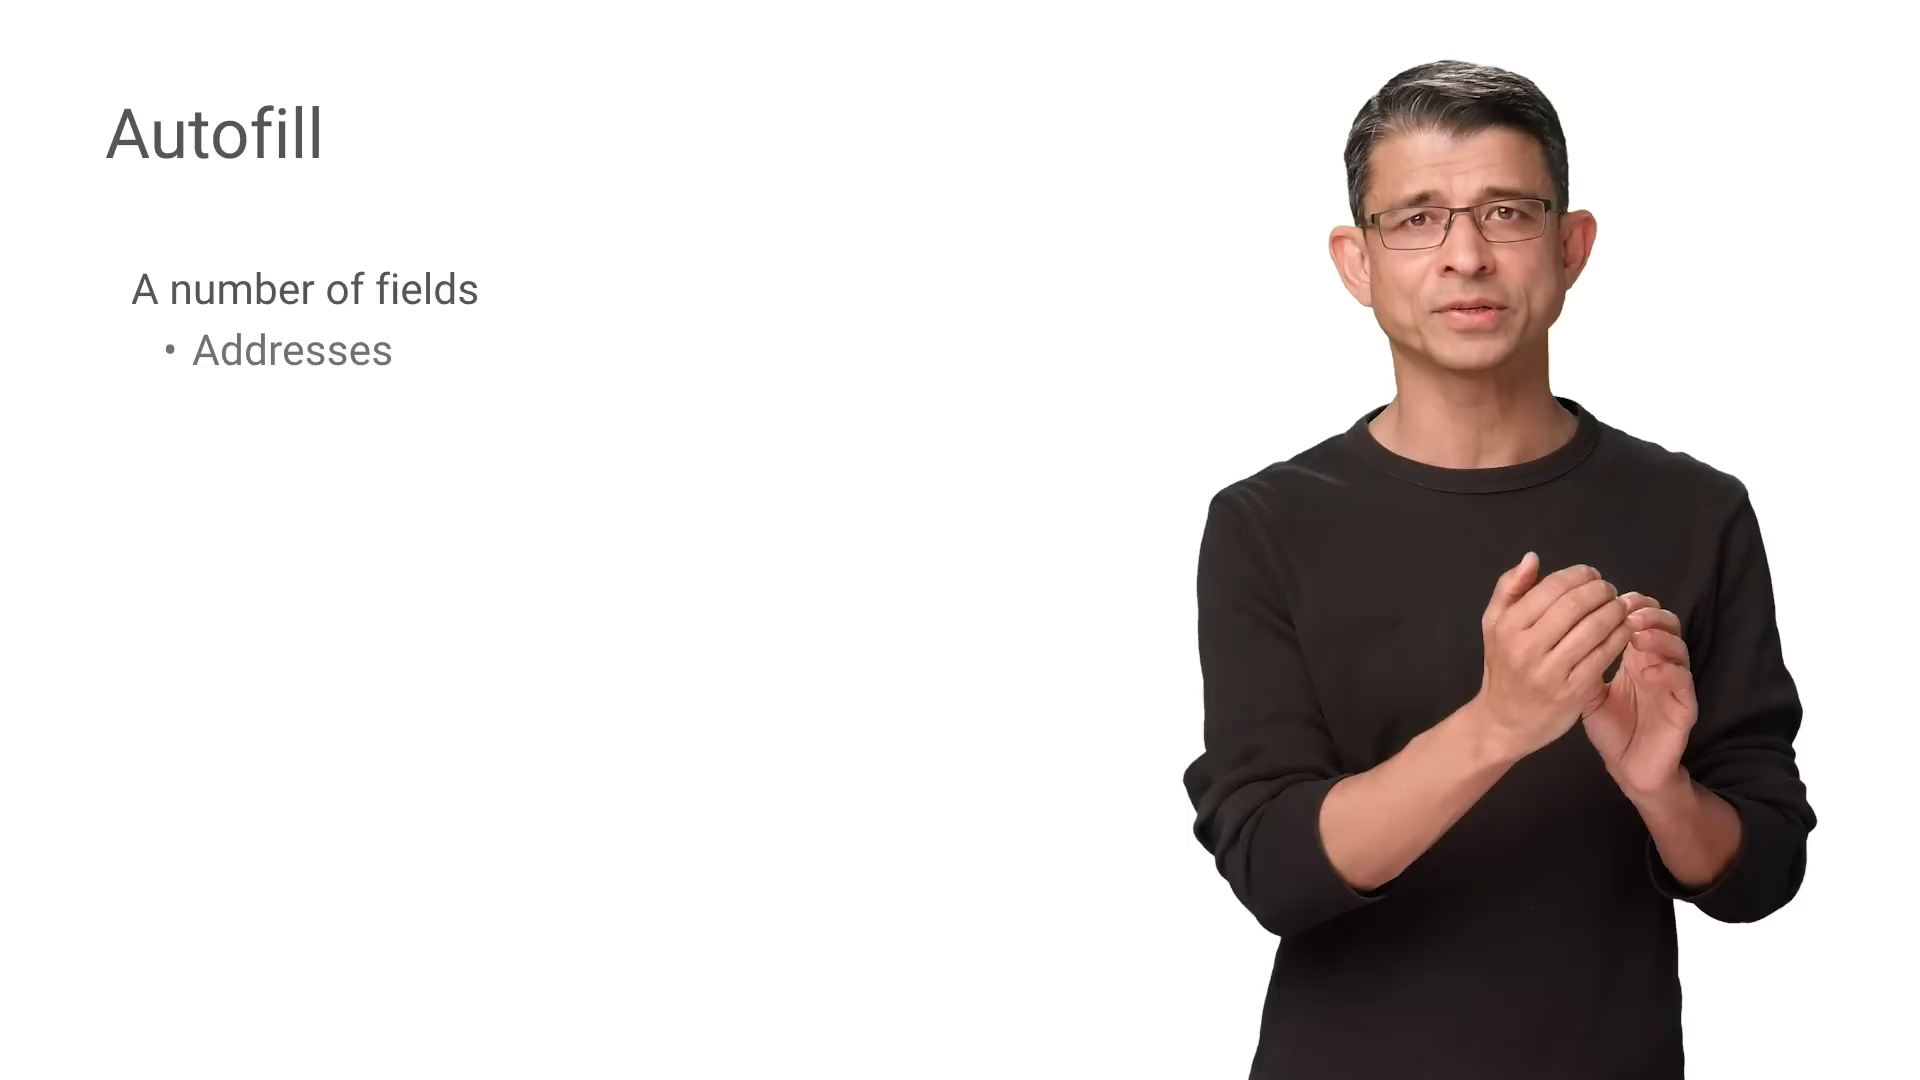 Autofill
A number of fields
• Addresses